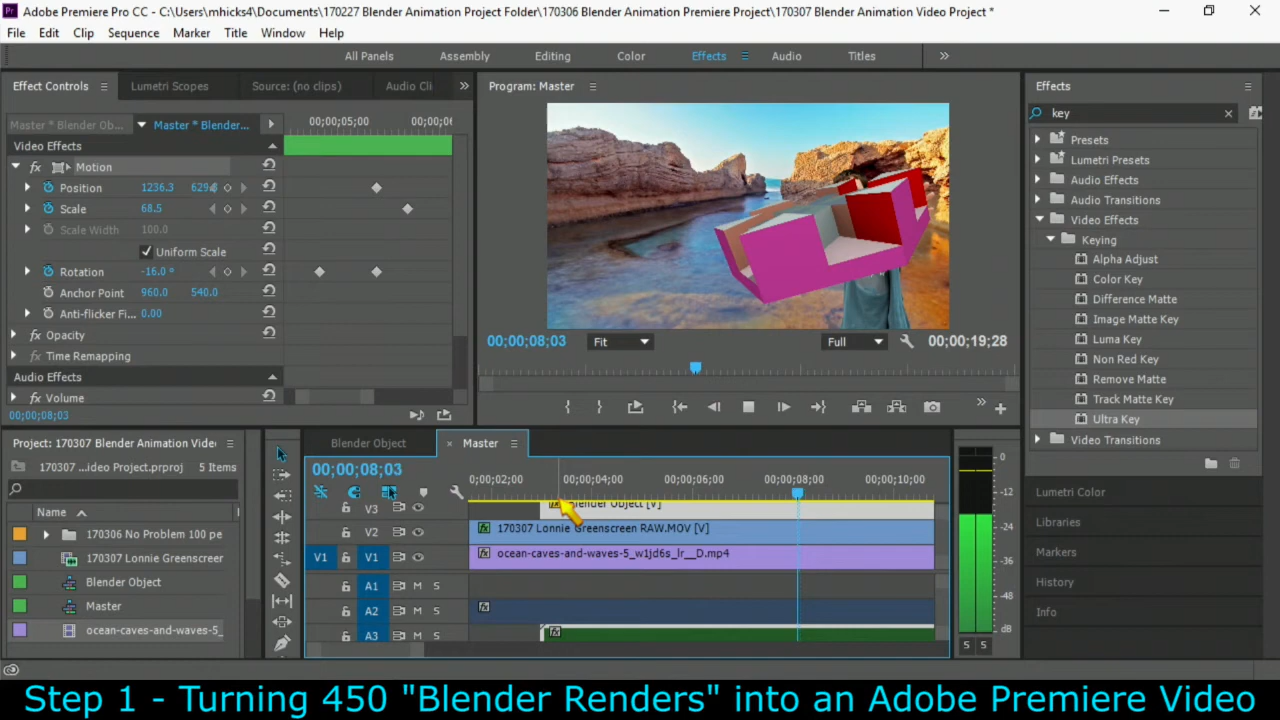 Adobe Premiere Pro CC - C:\Users\mhicks4\Documents\170227 Blender Animation Project Folder\170306 Blender Animation Premiere Project\170307 Blender Animation Video Project *
File Edit Clip Sequence Marker Title Window Help
All Panels Assembly Editing Color Effects Audio Titles
Effect Controls Lumetri Scopes Source: (no clips) Audio Cli
Master * Blender Ob... Master * Blender...
00;00;05;00 00;00;06
Video Effects
fx Motion
Position 1236.3
Scale 68.5
Scale Width 100.0
Uniform Scale
Rotation -16.0 °
Anchor Point 960.0 540.0
Anti-flicker Fi... 0.00
fx Opacity
fx Time Remapping
Audio Effects
fx Volume
00;00;08;03
Program: Master
00;00;08;03 Fit Full 00;00;19;28
Effects
key
Presets
Lumetri Presets
Audio Effects
Audio Transitions
Video Effects
Keying
Alpha Adjust
Color Key
Difference Matte
Image Matte Key
Luma Key
Non Red Key
Remove Matte
Track Matte Key
Ultra Key
Video Transitions
Lumetri Color
Libraries
Markers
History
Info
Project: 170307 Blender Animation Vide
170307 ...ideo Project.prproj 5 Items
Name
170306 No Problem 100 pe
170307 Lonnie Greenscreen
Blender Object
Master
ocean-caves-and-waves-5_
Blender Object Master
00;00;08;03
0;00;02;00 00;00;04;00 00;00;06;00 00;00;08;00 00;00;10;00
V3 Blender Object [V]
V2 fx 170307 Lonnie Greenscreen RAW.MOV [V]
V1 V1 fx ocean-caves-and-waves-5_w1jd6s_lr__D.mp4
A1 M S
A2 M S fx
A3 M S fx
0
-12
-24
-36
-48
dB
S S
Step 1 - Turning 450 "Blender Renders" into an Adobe Premiere Video